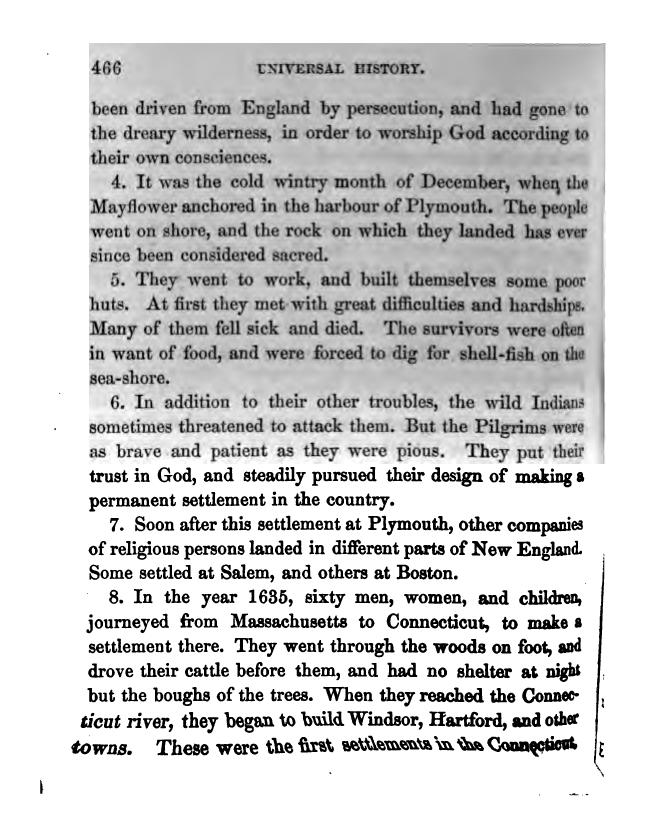 466 UNIVERSAL HISTORY.
been driven from England by persecution, and had gone to
the dreary wilderness, in order to worship God according to
their own consciences.
4. It was the cold wintry month of December, when the
Mayflower anchored in the harbour of Plymouth. The people
went on shore, and the rock on which they landed has ever
since been considered sacred.
5. They went to work, and built themselves some poor
huts. At first they met with great difficulties and hardships.
Many of them fell sick and died. The survivors were often
in want of food, and were forced to dig for shell-fish on the
sea-shore.
6. In addition to their other troubles, the wild Indians
sometimes threatened to attack them. But the Pilgrims were
as brave and patient as they were pious. They put their
trust in God, and steadily pursued their design of making a
permanent settlement in the country.
7. Soon after this settlement at Plymouth, other companies
of religious persons landed in different parts of New England.
Some settled at Salem, and others at Boston.
8. In the year 1635, sixty men, women, and children,
journeyed from Massachusetts to Connecticut, to make a
settlement there. They went through the woods on foot, and
drove their cattle before them, and had no shelter at night
but the boughs of the trees. When they reached the Connec-
ticut river, they began to build Windsor, Hartford, and other
towns. These were the first settlements in the Connecticut